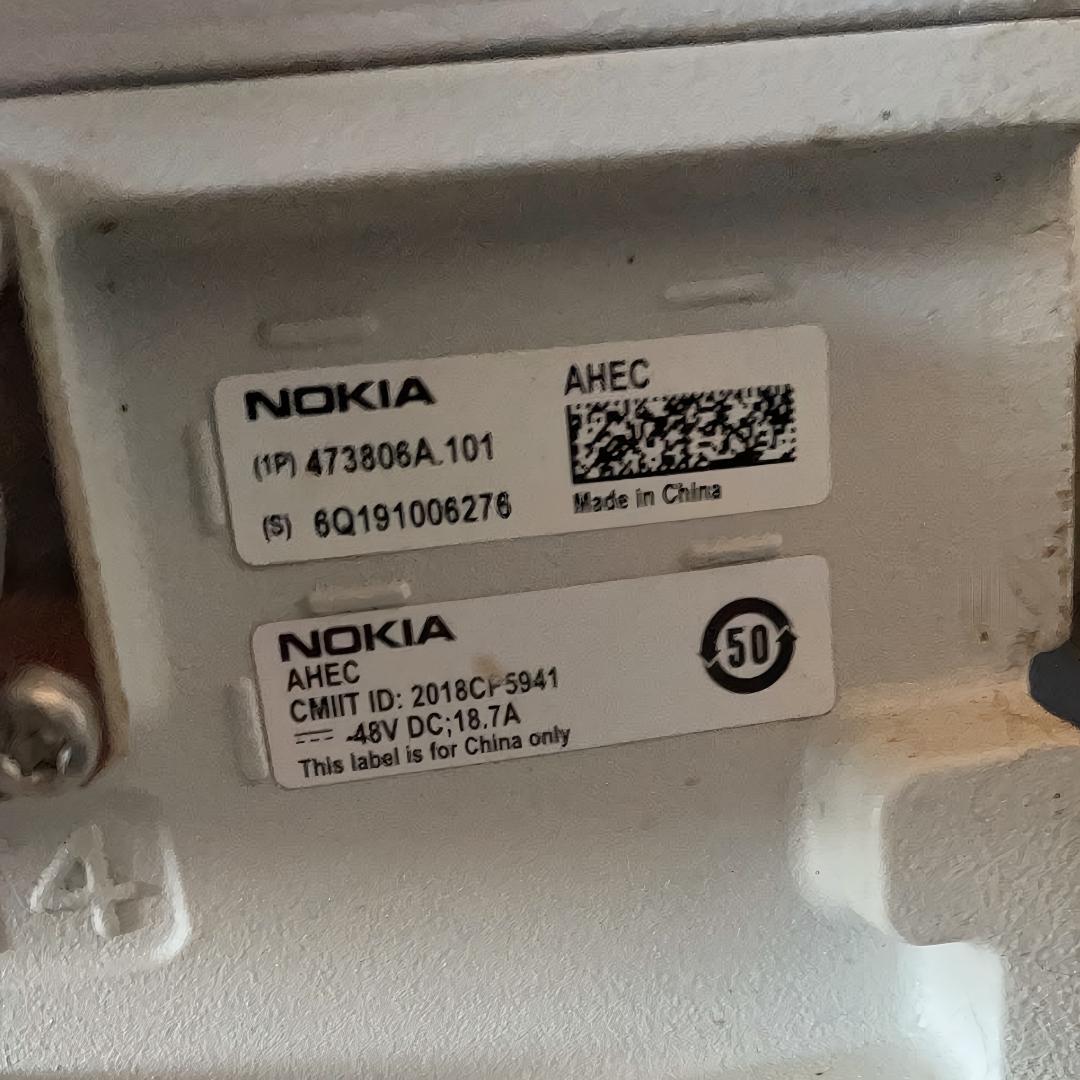 NOKIA
AHEC
(1P) 473806A.101
(S) 6Q191006276
Made in China
NOKIA
AHEC
CMIIT ID: 2018CP5941
-48V DC;18.7A
This label is for China only
50
4